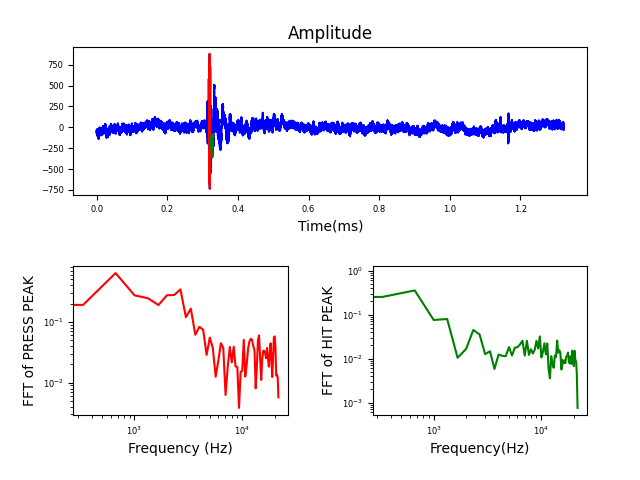 Amplitude
750
500
250
0
−250
−500
−750
0.0 0.2 0.4 0.6 0.8 1.0 1.2
Time(ms)
FFT of PRESS PEAK
10⁻¹
10⁻²
10³ 10⁴
Frequency (Hz)
FFT of HIT PEAK
10⁰
10⁻¹
10⁻²
10⁻³
10³ 10⁴
Frequency(Hz)